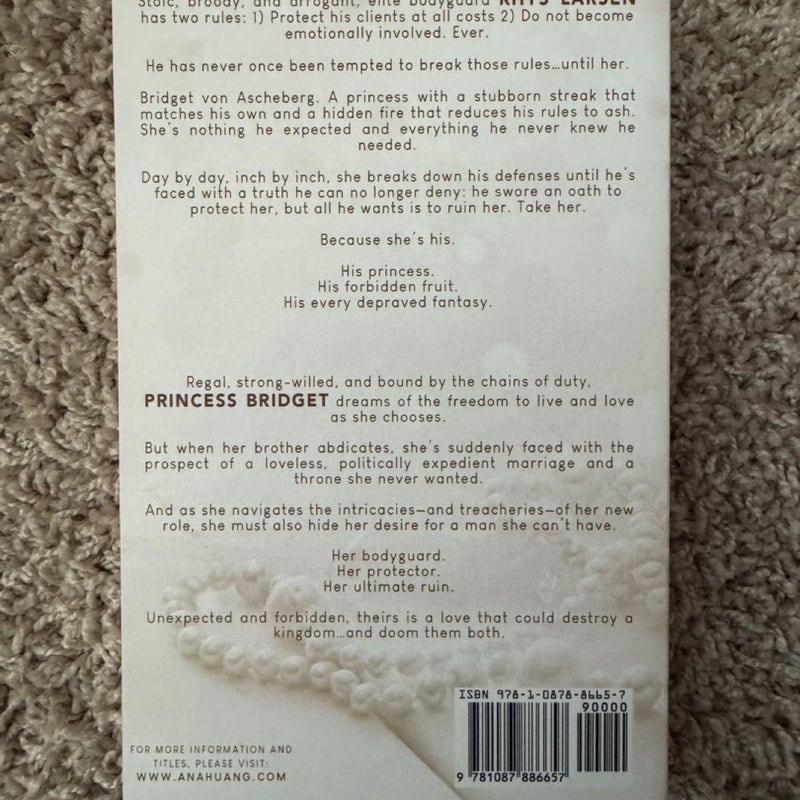 Stoic, broody, and arrogant, elite bodyguard RHYS LARSEN
has two rules: 1) Protect his clients at all costs 2) Do not become
emotionally involved. Ever.
He has never once been tempted to break those rules...until her.
Bridget von Ascheberg. A princess with a stubborn streak that
matches his own and a hidden fire that reduces his rules to ash.
She's nothing he expected and everything he never knew he
needed.
Day by day, inch by inch, she breaks down his defenses until he's
faced with a truth he can no longer deny: he swore an oath to
protect her, but all he wants is to ruin her. Take her.
Because she's his.
His princess.
His forbidden fruit.
His every depraved fantasy.
Regal, strong-willed, and bound by the chains of duty,
PRINCESS BRIDGET dreams of the freedom to live and love
as she chooses.
But when her brother abdicates, she's suddenly faced with the
prospect of a loveless, politically expedient marriage and a
throne she never wanted.
And as she navigates the intricacies—and treacheries—of her new
role, she must also hide her desire for a man she can't have.
Her bodyguard.
Her protector.
Her ultimate ruin.
Unexpected and forbidden, theirs is a love that could destroy a
kingdom...and doom them both.
ISBN 978-1-0878-8665-7
90000
9 781087 886657
FOR MORE INFORMATION AND
TITLES, PLEASE VISIT:
WWW.ANAHUANG.COM